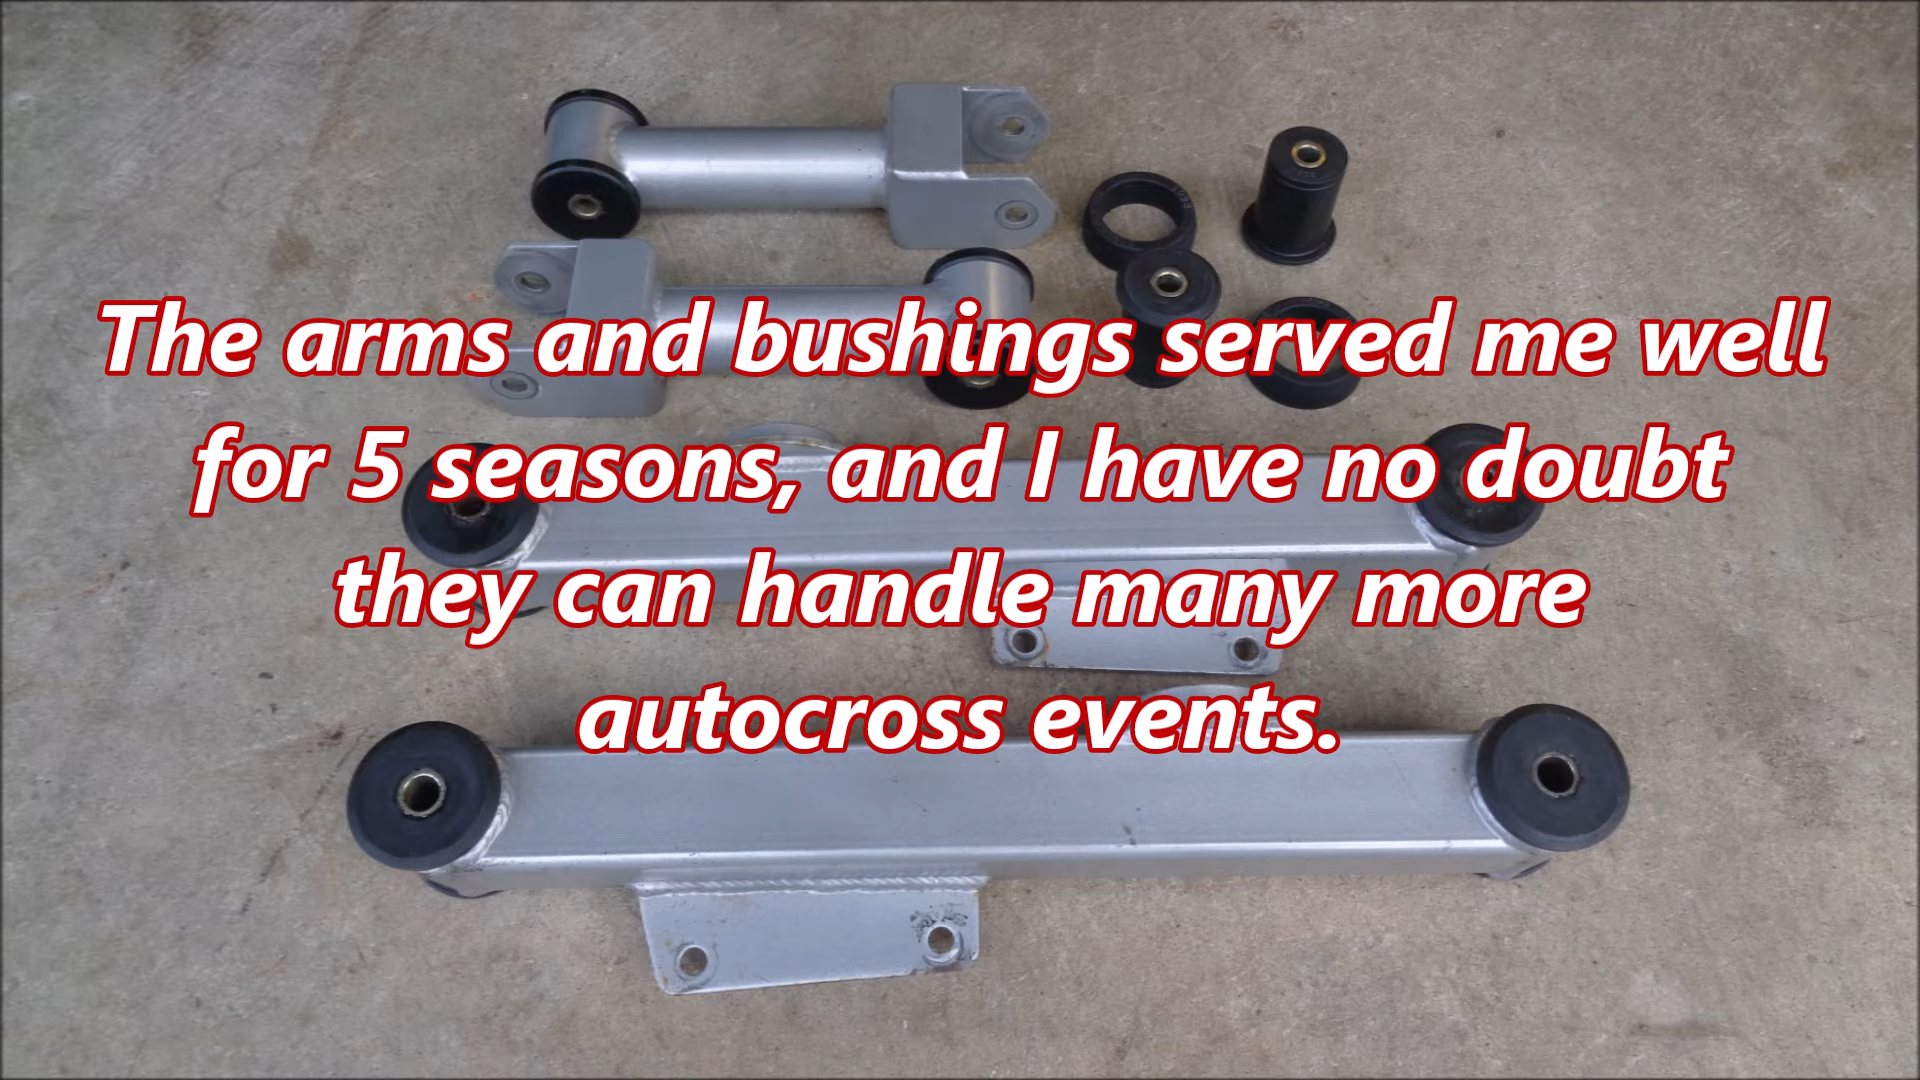 The arms and bushings served me well
for 5 seasons, and I have no doubt
they can handle many more
autocross events.